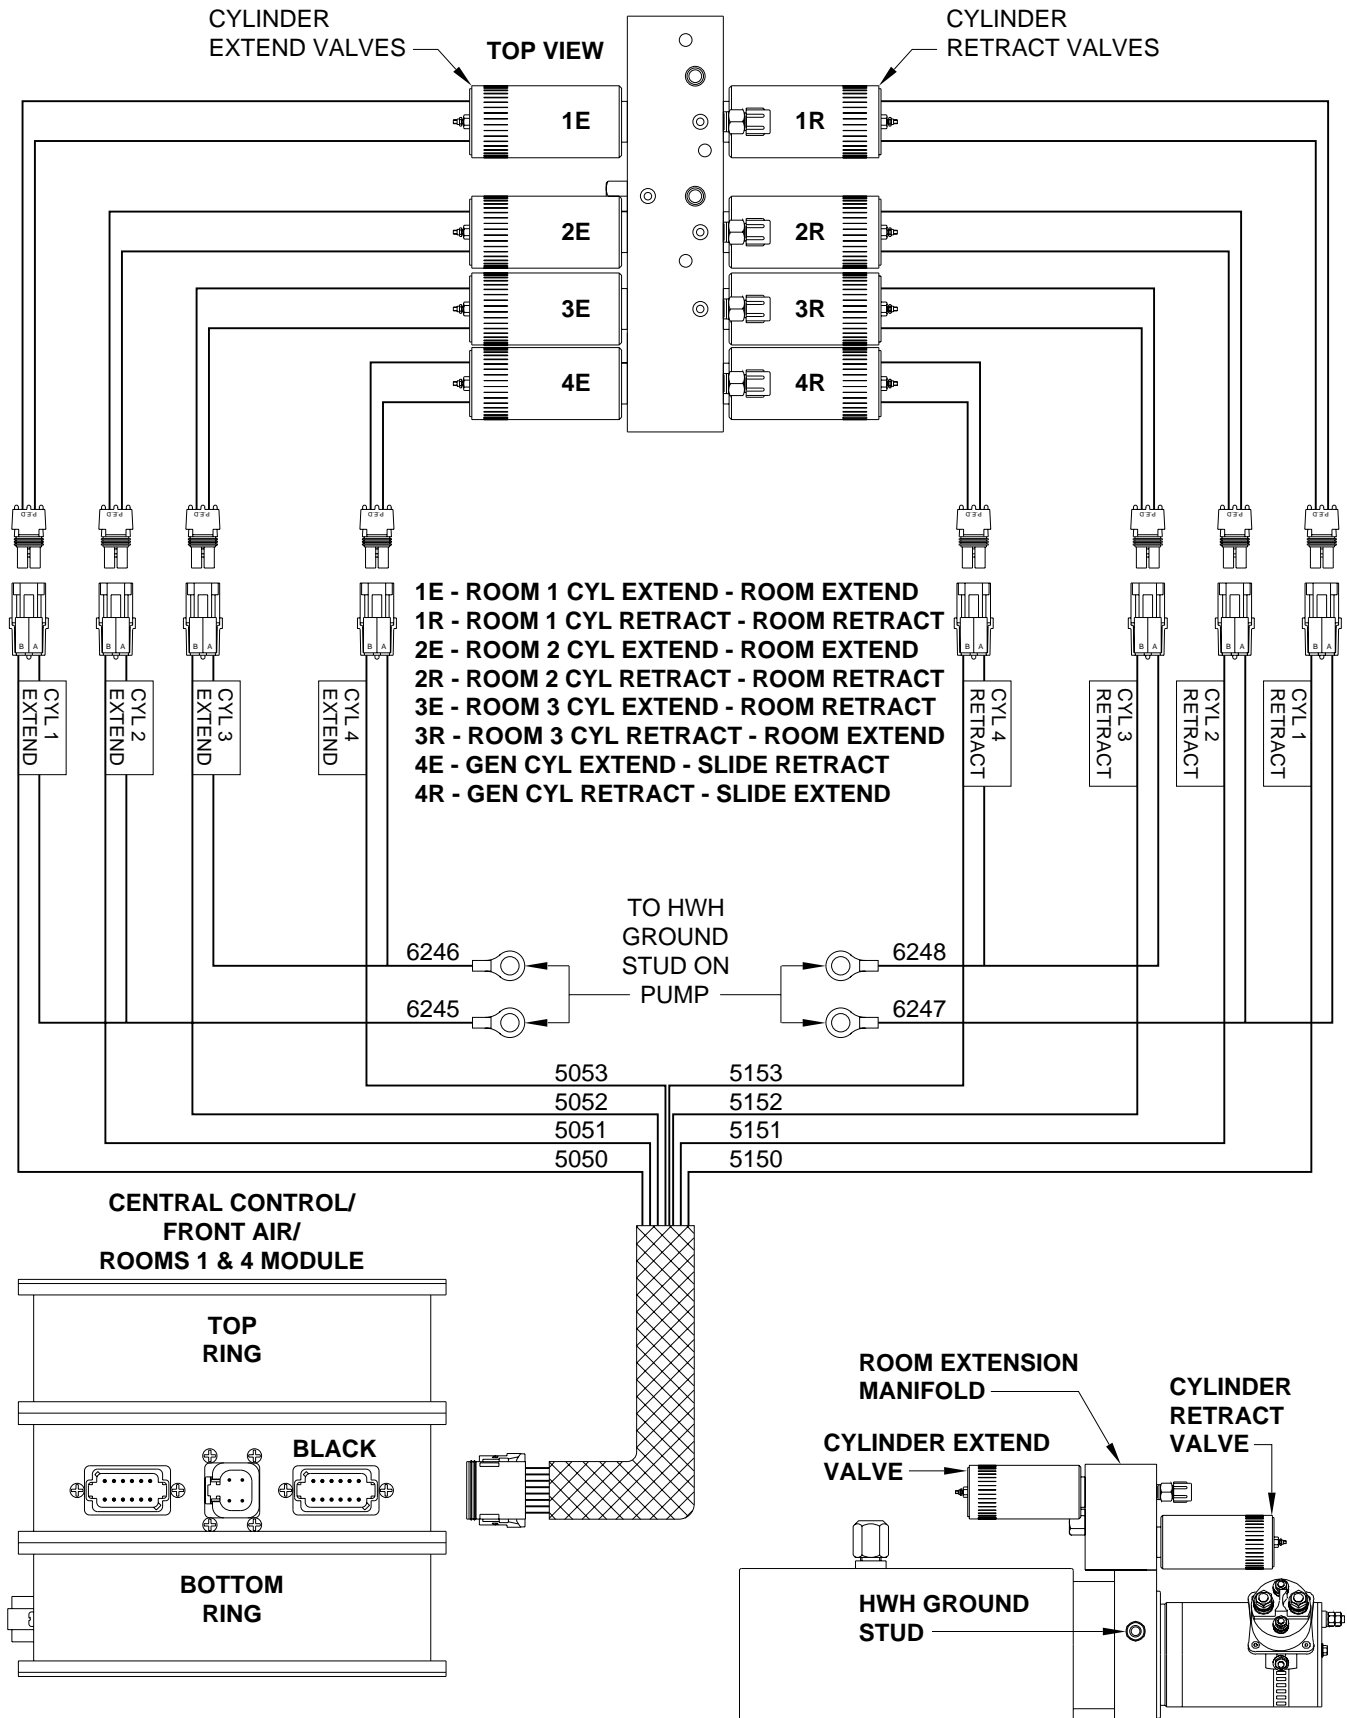 CYLINDER
EXTEND VALVES
TOP VIEW
CYLINDER
RETRACT VALVES
1E
1R
2E
2R
3E
3R
4E
4R
P.E.D
P.E.D
P.E.D
P.E.D
P.E.D
P.E.D
P.E.D
P.E.D
1E - ROOM 1 CYL EXTEND - ROOM EXTEND
1R - ROOM 1 CYL RETRACT - ROOM RETRACT
2E - ROOM 2 CYL EXTEND - ROOM EXTEND
2R - ROOM 2 CYL RETRACT - ROOM RETRACT
3E - ROOM 3 CYL EXTEND - ROOM RETRACT
3R - ROOM 3 CYL RETRACT - ROOM EXTEND
4E - GEN CYL EXTEND - SLIDE RETRACT
4R - GEN CYL RETRACT - SLIDE EXTEND
B A
B A
B A
B A
B A
B A
B A
B A
CYL 1
EXTEND
CYL 2
EXTEND
CYL 3
EXTEND
CYL 4
EXTEND
CYL 4
RETRACT
CYL 3
RETRACT
CYL 2
RETRACT
CYL 1
RETRACT
TO HWH
GROUND
STUD ON
PUMP
6246
6248
6245
6247
5053
5153
5052
5152
5051
5151
5050
5150
CENTRAL CONTROL/
FRONT AIR/
ROOMS 1 & 4 MODULE
TOP
RING
BLACK
BOTTOM
RING
ROOM EXTENSION
MANIFOLD
CYLINDER
RETRACT
VALVE
CYLINDER EXTEND
VALVE
HWH GROUND
STUD